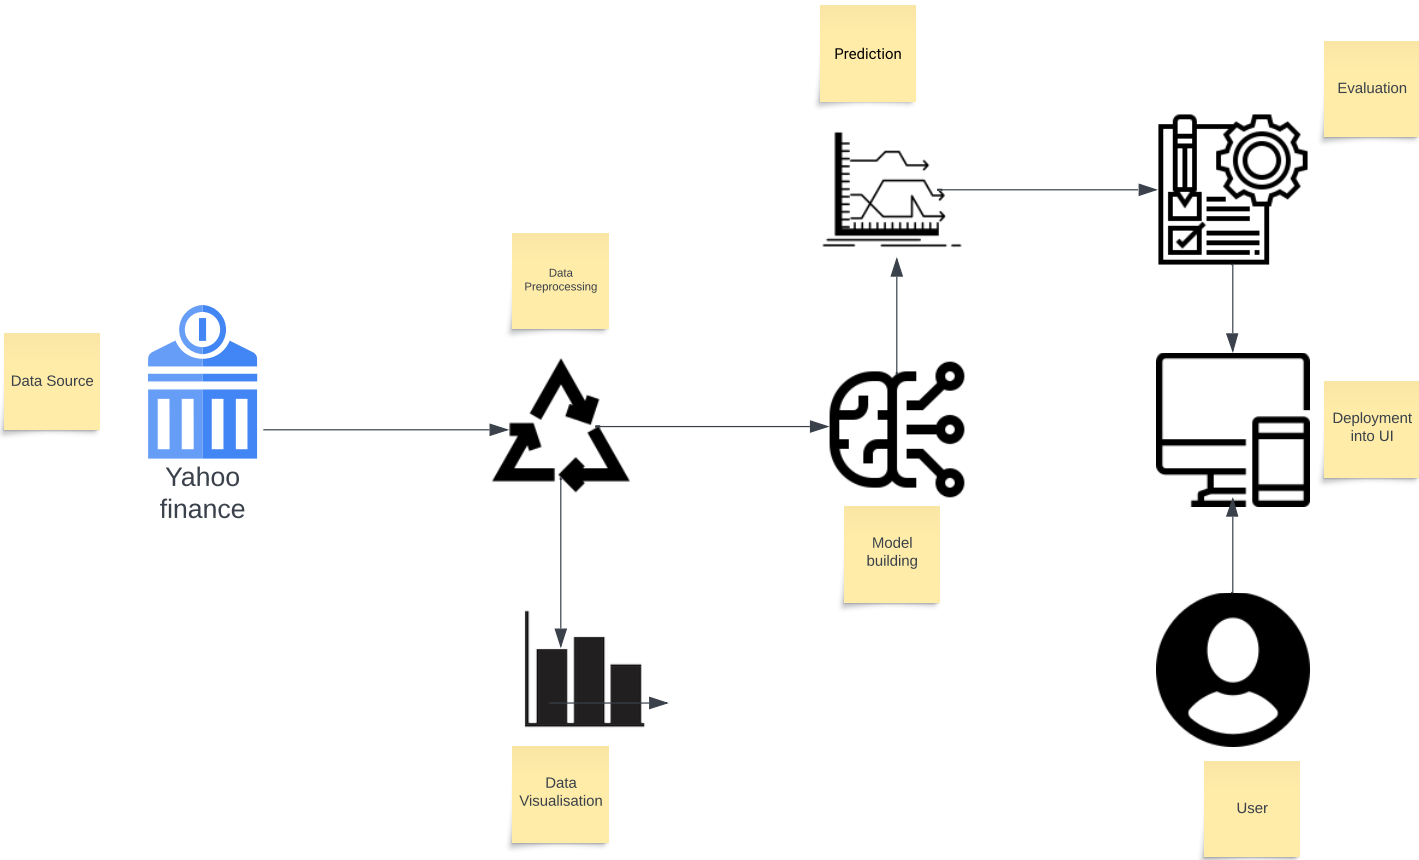 Prediction
Evaluation
Data
Preprocessing
Data Source
Yahoo
finance
Deployment
into UI
Model
building
Data
Visualisation
User